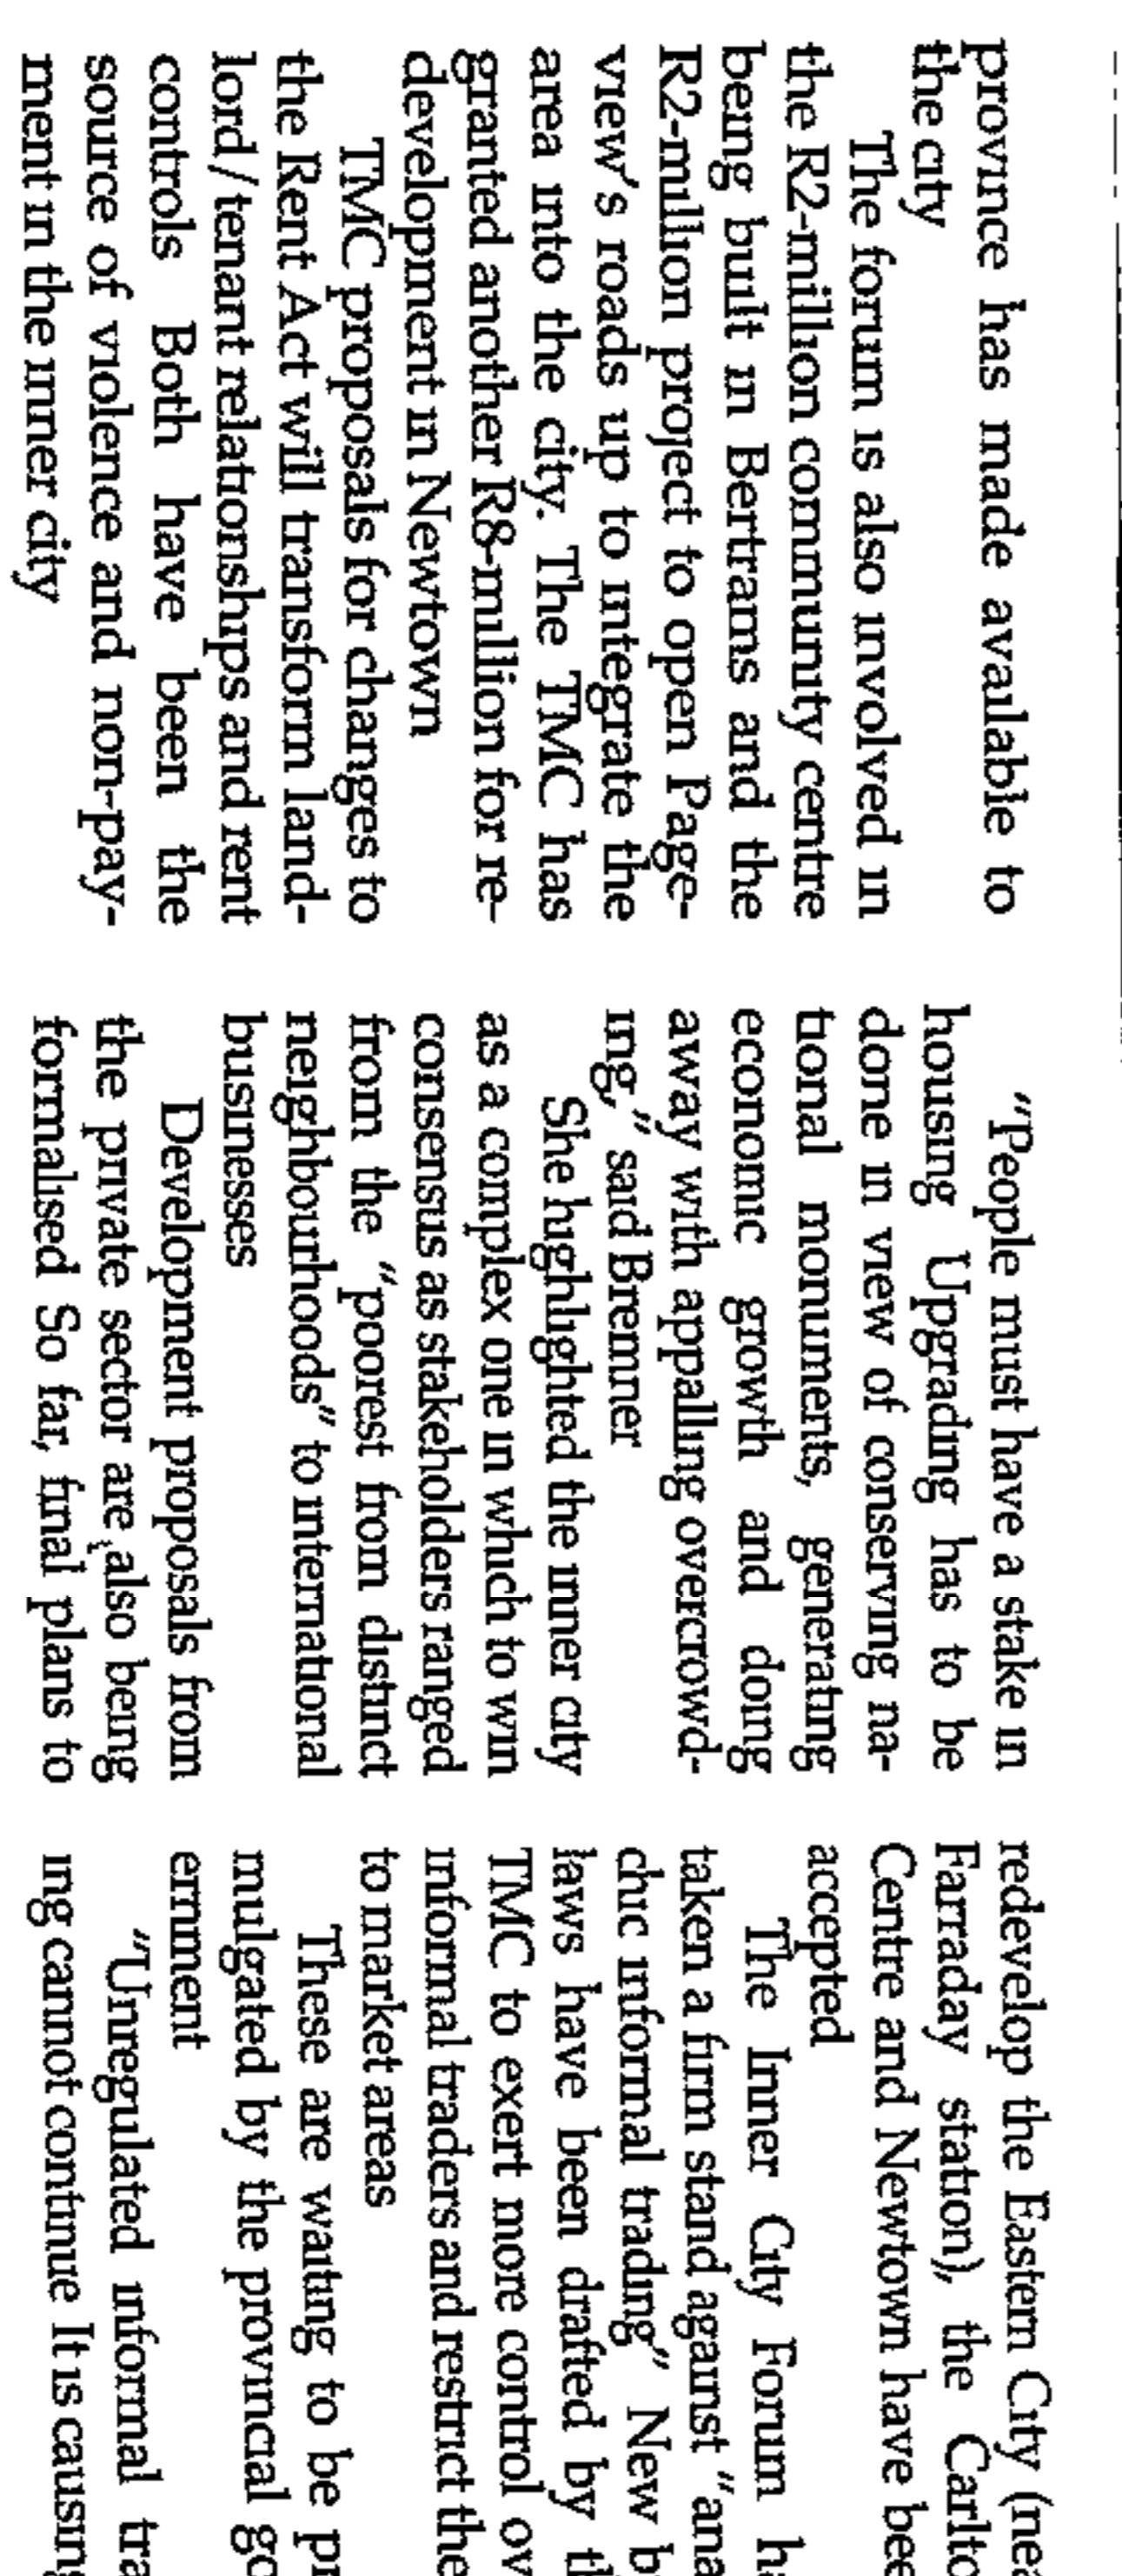 province has made available to
the city
The forum is also involved in
the R2-million community centre
being built in Bertrams and the
R2-million project to open Page-
view's roads up to integrate the
area into the city. The TMC has
granted another R8-million for re-
development in Newtown
TMC proposals for changes to
the Rent Act will transform land-
lord/tenant relationships and rent
controls Both have been the
source of violence and non-pay-
ment in the inner city
"People must have a stake in
housing Upgrading has to be
done in view of conserving na-
tional monuments, generating
economic growth and doing
away with appalling overcrowd-
ing," said Bremner
She highlighted the inner city
as a complex one in which to win
consensus as stakeholders ranged
from the "poorest from distinct
neighbourhoods" to international
businesses
Development proposals from
the private sector are also being
formalised So far, final plans to
redevelop the Eastern City (nea
Farraday station), the Carlto
Centre and Newtown have bee
accepted
The Inner City Forum ha
taken a firm stand against "ana
chic informal trading" New b
laws have been drafted by th
TMC to exert more control ov
informal traders and restrict the
to market areas
These are waiting to be pr
mulgated by the provincial go
ernment
"Unregulated informal tra
ing cannot continue It is causing